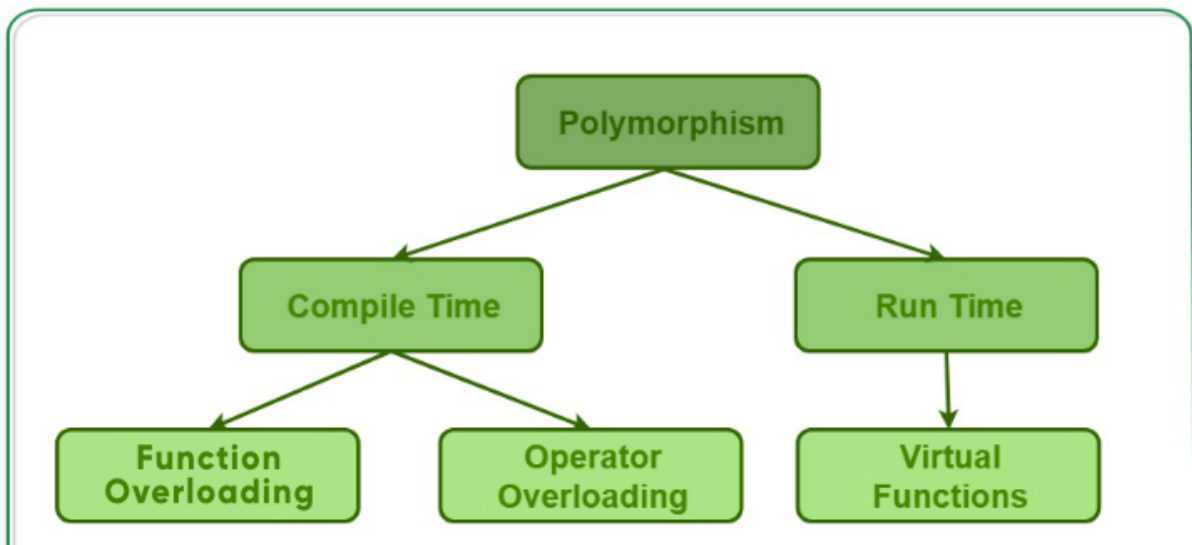 Polymorphism
Compile Time
Run Time
Function
Overloading
Operator
Overloading
Virtual
Functions